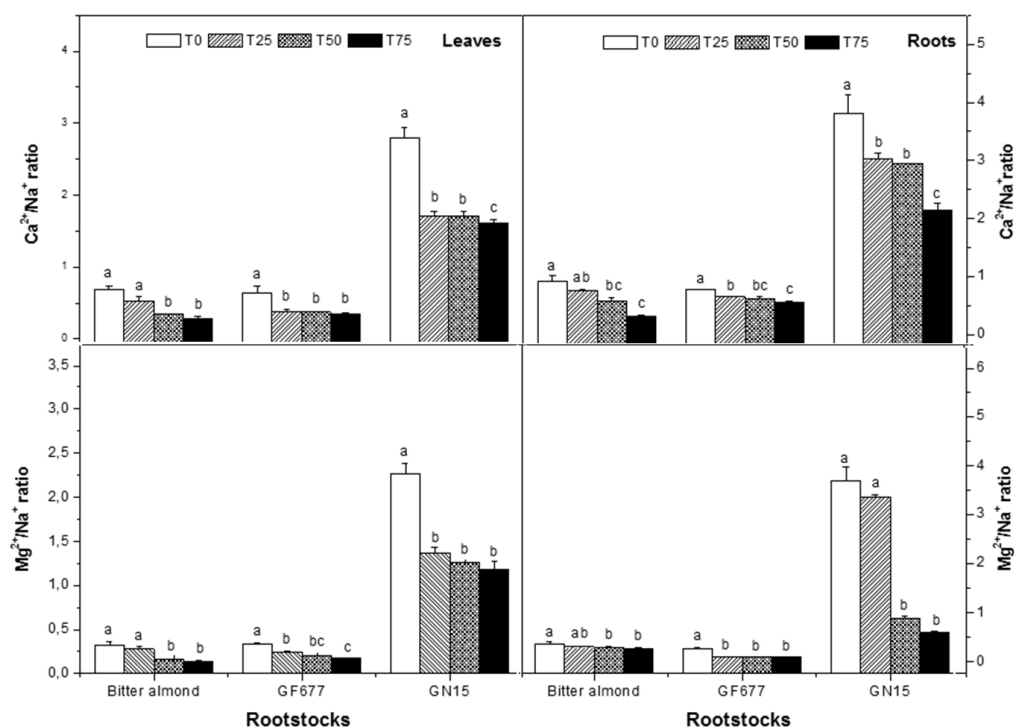 T0 T25 T50 T75 Leaves
T0 T25 T50 T75 Roots
Ca²⁺/Na⁺ ratio
4
3
2
1
0
a a b b
a b b b
a b b c
a ab bc c
a b bc c
a b b c
5
4
3
2
1
0
Ca²⁺/Na⁺ ratio
Mg²⁺/Na⁺ ratio
3,5
3,0
2,5
2,0
1,5
1,0
0,5
0,0
a a b b
a b bc c
a b b b
a ab b b
a b b b
a a b b
6
5
4
3
2
1
0
Mg²⁺/Na⁺ ratio
Bitter almond GF677 GN15
Bitter almond GF677 GN15
Rootstocks
Rootstocks